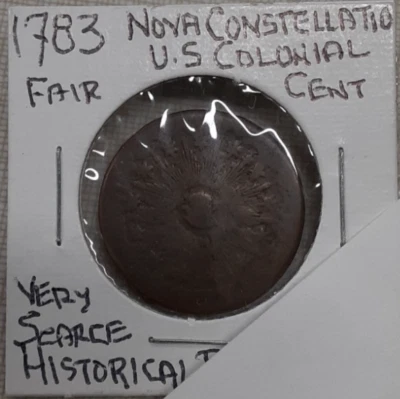 1783 NOVA CONSTELLATIO
U.S COLONIAL
FAIR CENT
VERY
SCARCE
HISTORICAL